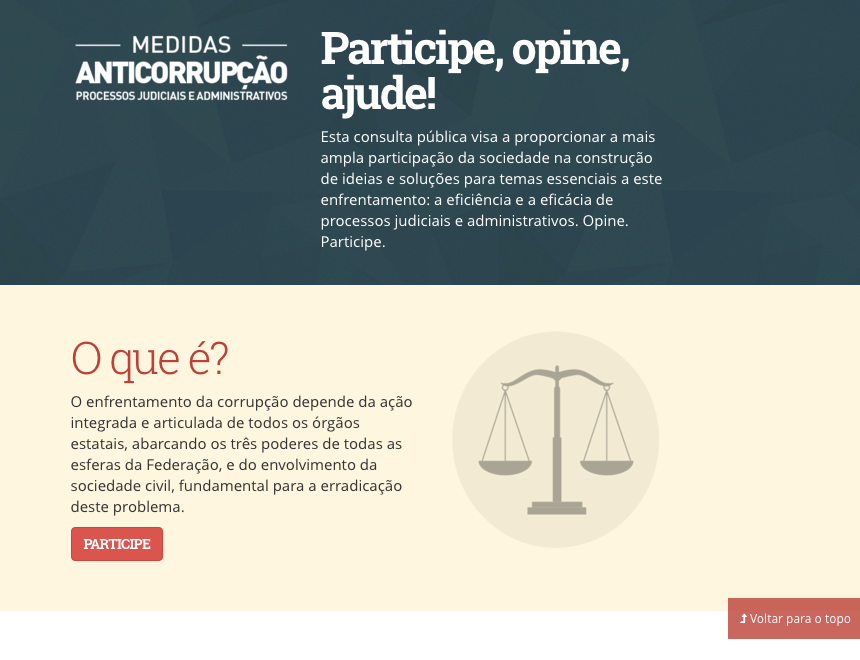 MEDIDAS
ANTICORRUPÇÃO
PROCESSOS JUDICIAIS E ADMINISTRATIVOS
Participe, opine,
ajude!
Esta consulta pública visa a proporcionar a mais
ampla participação da sociedade na construção
de ideias e soluções para temas essenciais a este
enfrentamento: a eficiência e a eficácia de
processos judiciais e administrativos. Opine.
Participe.
O que é?
O enfrentamento da corrupção depende da ação
integrada e articulada de todos os órgãos
estatais, abarcando os três poderes de todas as
esferas da Federação, e do envolvimento da
sociedade civil, fundamental para a erradicação
deste problema.
PARTICIPE
Voltar para o topo